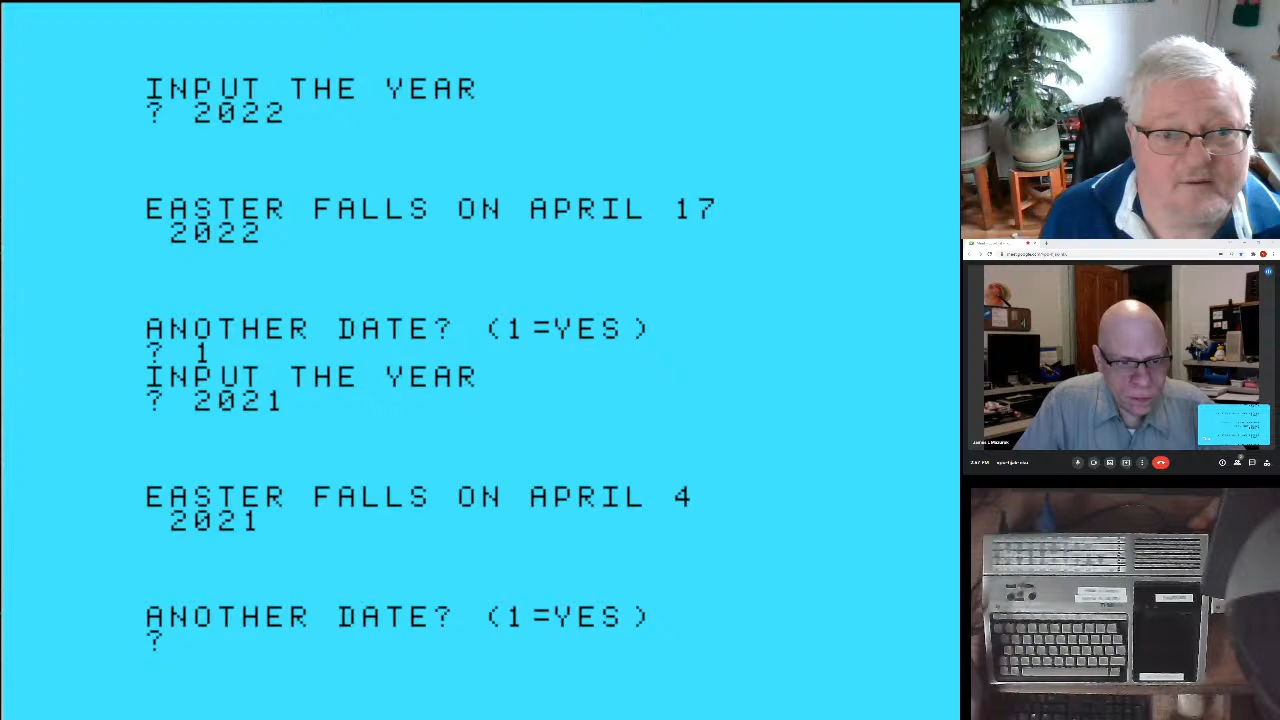 INPUT THE YEAR
? 2022
EASTER FALLS ON APRIL 17
2022
ANOTHER DATE? (1=YES)
? 1
INPUT THE YEAR
? 2021
EASTER FALLS ON APRIL 4
2021
ANOTHER DATE? (1=YES)
?